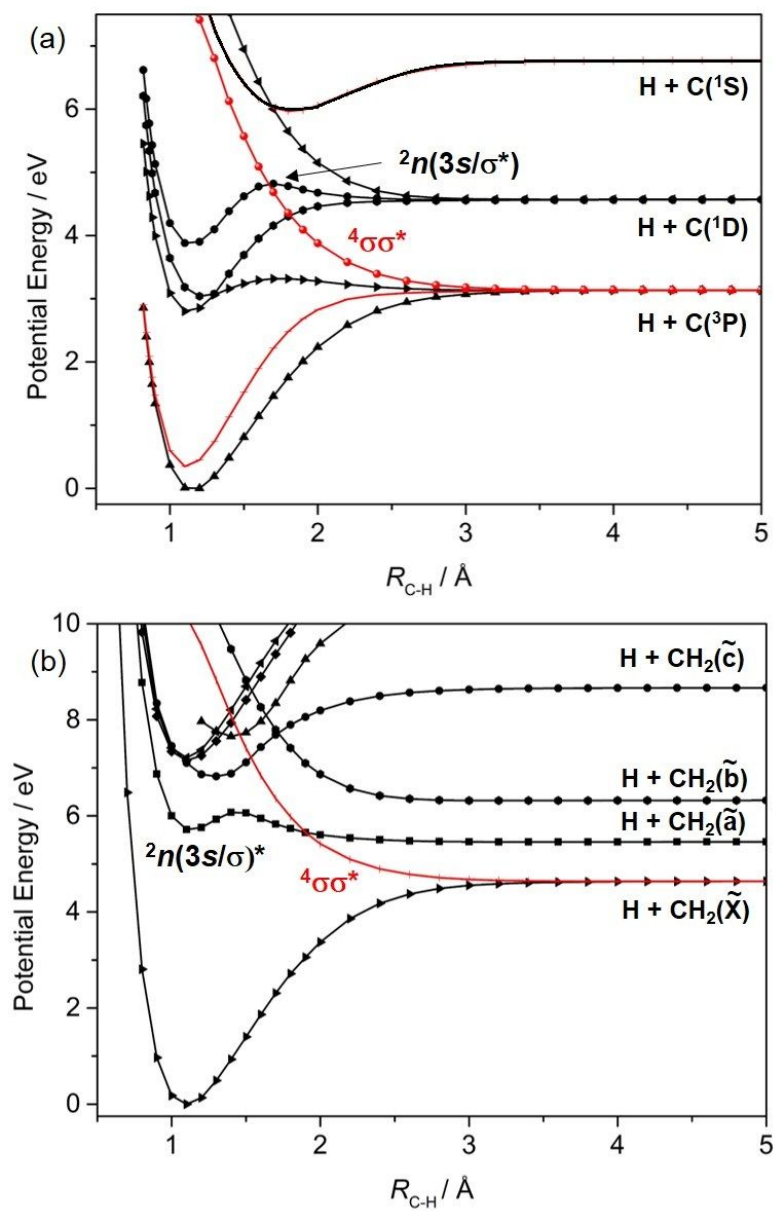 (a)
6
4
2
0
Potential Energy / eV
H + C(¹S)
²n(3s/σ*)
H + C(¹D)
⁴σσ*
H + C(³P)
1 2 3 4 5
R_C-H / Å
(b)
10
8
6
4
2
0
Potential Energy / eV
H + CH₂(c̃)
H + CH₂(b̃)
H + CH₂(ã)
²n(3s/σ)*
⁴σσ*
H + CH₂(X̃)
1 2 3 4 5
R_C-H / Å